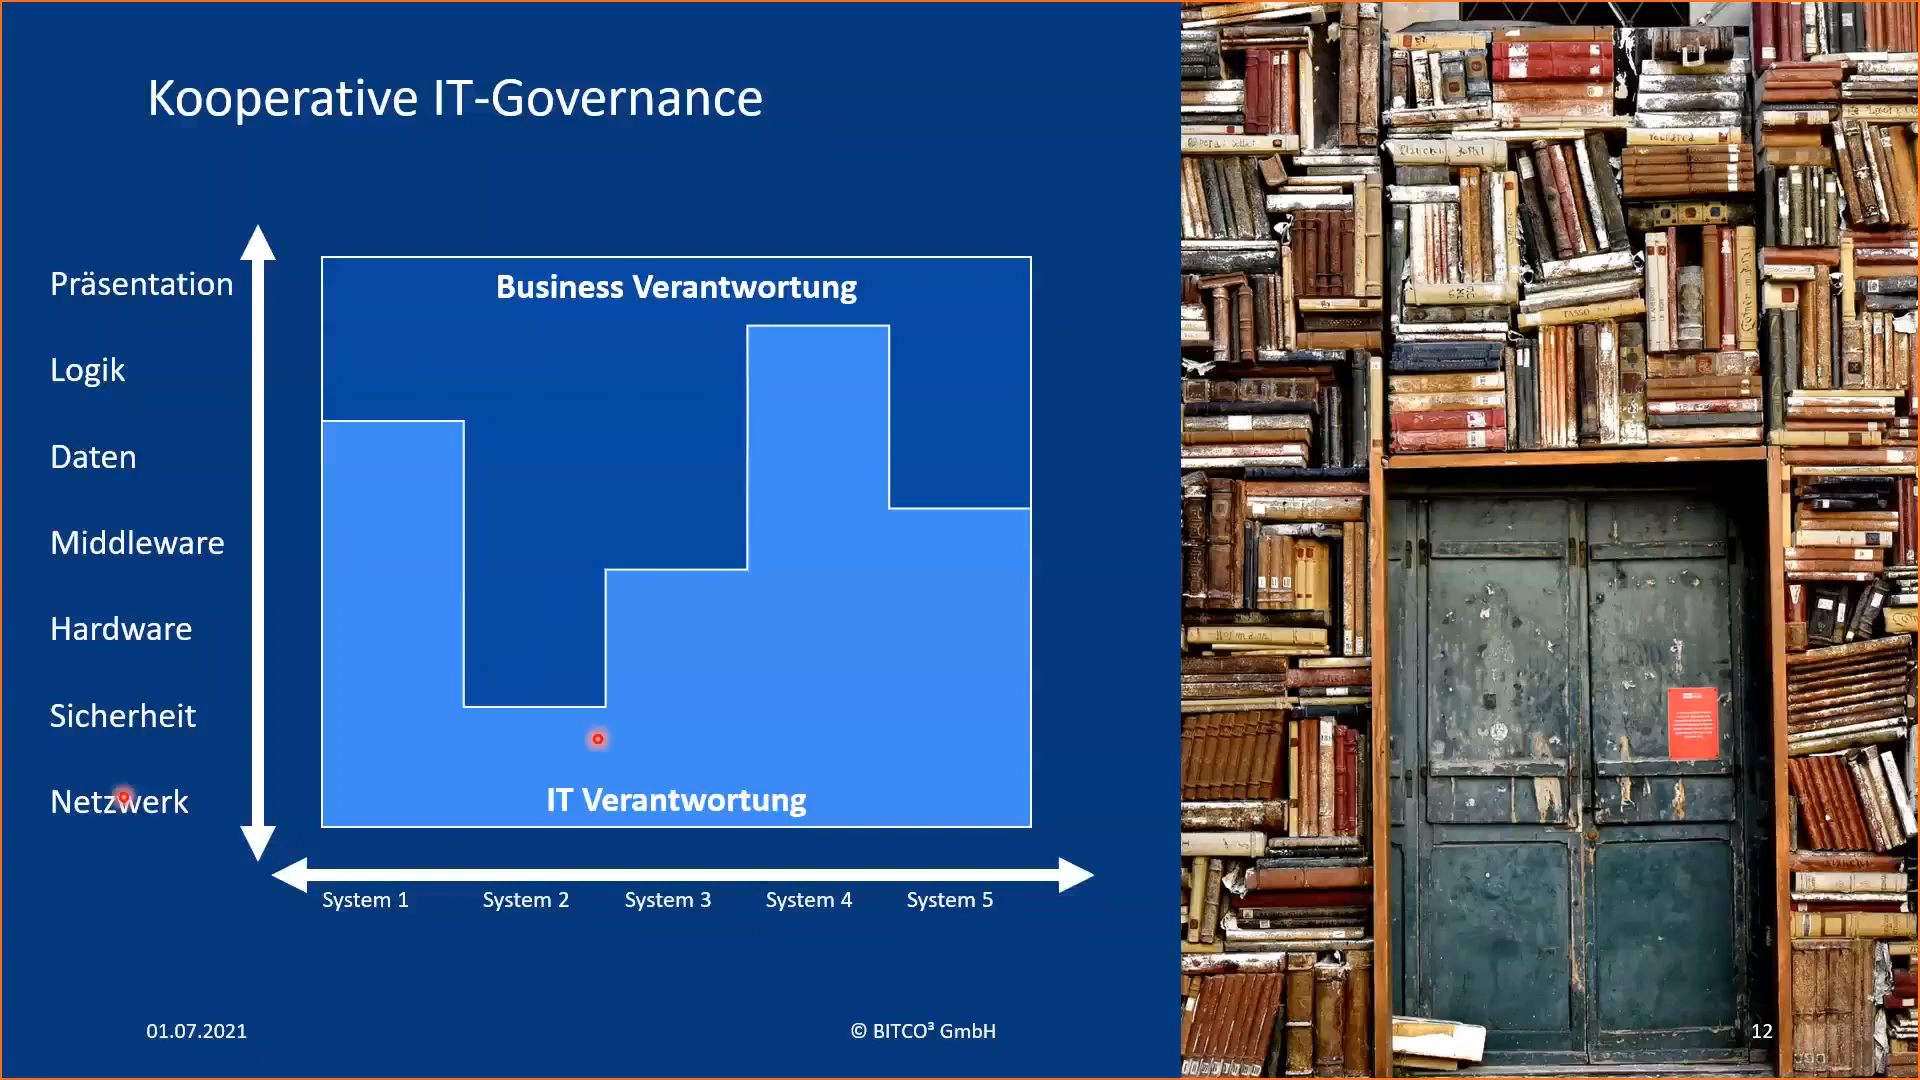 Kooperative IT-Governance
Präsentation
Logik
Daten
Middleware
Hardware
Sicherheit
Netzwerk
Business Verantwortung
IT Verantwortung
System 1
System 2
System 3
System 4
System 5
01.07.2021
© BITCO³ GmbH
12